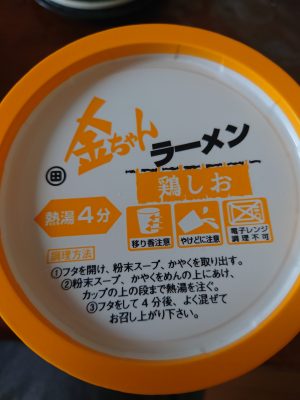 金ちゃん
ラーメン
田
鶏しお
熱湯4分
移り香注意
やけどに注意
電子レンジ
調理不可
調理方法
①フタを開け、粉末スープ、かやくを取り出す。
②粉末スープ、かやくをめんの上にあけ、
カップの上の段まで熱湯を注ぐ。
③フタをして4分後、よく混ぜて
お召し上がり下さい。